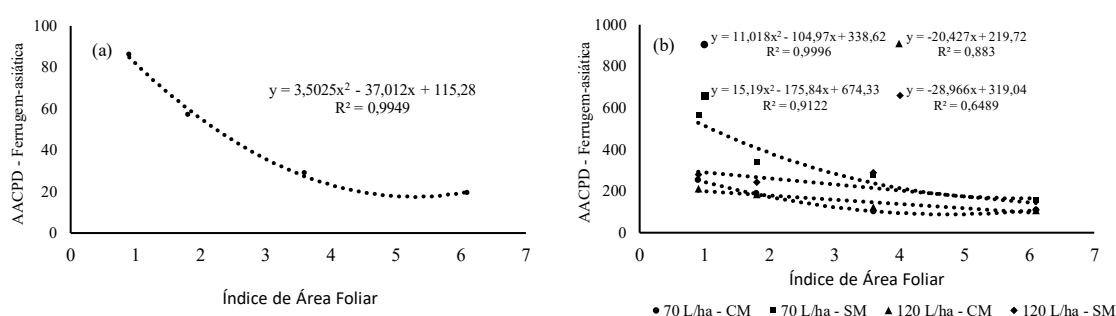 AACPD - Ferrugem-asiática
100
80
60
40
20
0
(a)
y = 3,5025x² - 37,012x + 115,28
R² = 0,9949
0 1 2 3 4 5 6 7
Índice de Área Foliar
AACPD - Ferrugem-asiática
1000
800
600
400
200
0
(b)
y = 11,018x² - 104,97x + 338,62
R² = 0,9996
y = -20,427x + 219,72
R² = 0,883
y = 15,19x² - 175,84x + 674,33
R² = 0,9122
y = -28,966x + 319,04
R² = 0,6489
0 1 2 3 4 5 6 7
Índice de Área Foliar
70 L/ha - CM 70 L/ha - SM 120 L/ha - CM 120 L/ha - SM